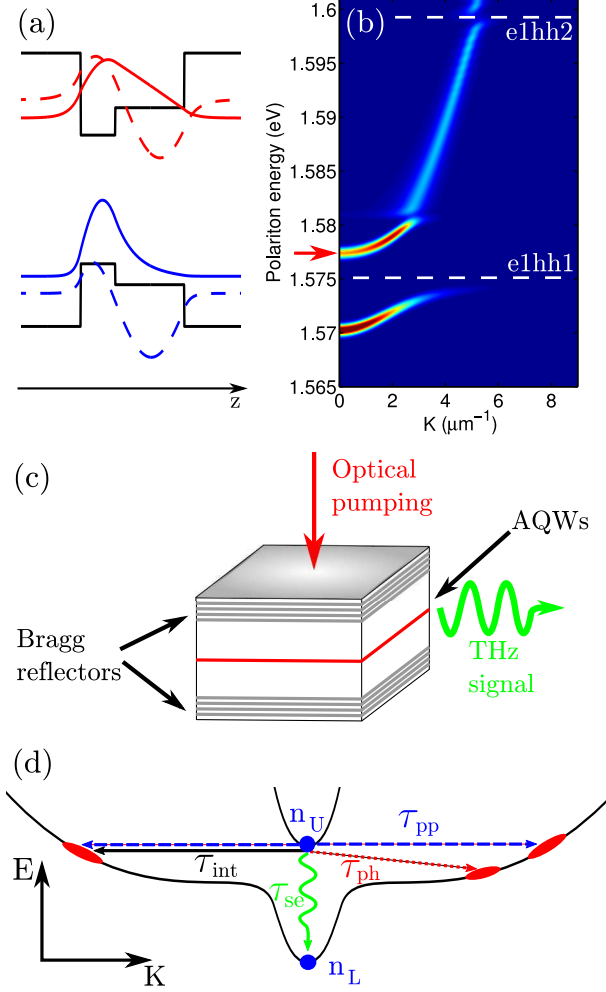 (a)
z
(b)
1.6
1.595
1.59
1.585
1.58
1.575
1.57
1.565
Polariton energy (eV)
e1hh2
e1hh1
0
2
4
6
8
K (μm⁻¹)
(c)
Optical
pumping
AQWs
Bragg
reflectors
THz
signal
(d)
n_U
τ_pp
τ_int
τ_ph
τ_se
E
K
n_L